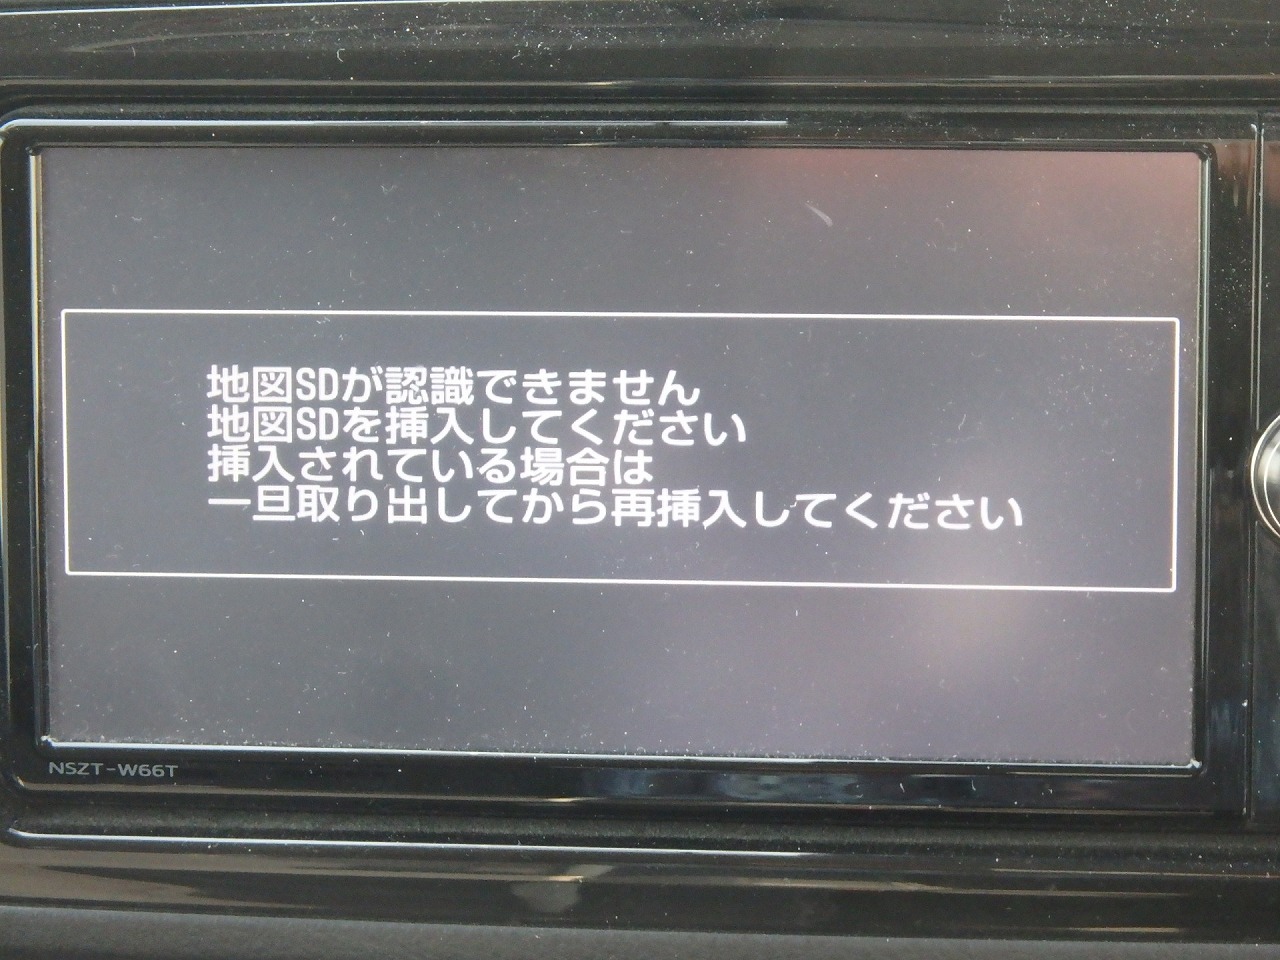 地図SDが認識できません
地図SDを挿入してください
挿入されている場合は
一旦取り出してから再挿入してください
NSZT-W66T